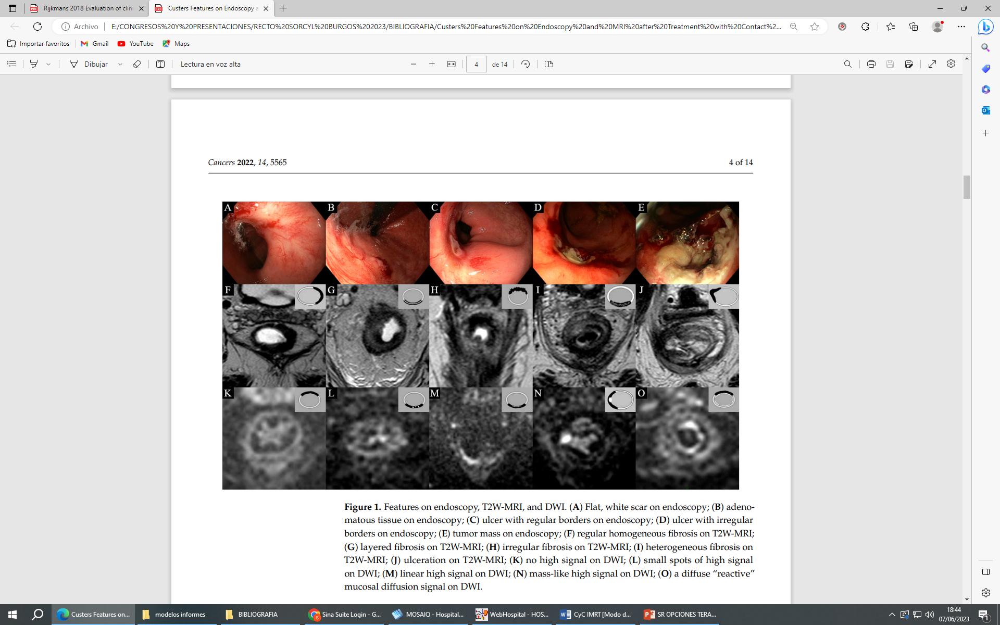 Rijkmans 2018 Evaluation of clini
Custers Features on Endoscopy a
Archivo
E:/CONGRESOS%20Y%20PRESENTACIONES/RECTO%20SORCYL%20BURGOS%202023/BIBLIOGRAFIA/Custers%20Features%20on%20Endoscopy%20and%20MRI%20after%20Treatment%20with%20Contact%2...
Importar favoritos
Gmail
YouTube
Maps
Dibujar
Lectura en voz alta
4
de 14
Cancers 2022, 14, 5565
4 of 14
A B C D E
F G H I J
K L M N O
Figure 1. Features on endoscopy, T2W-MRI, and DWI. (A) Flat, white scar on endoscopy; (B) adeno-
matous tissue on endoscopy; (C) ulcer with regular borders on endoscopy; (D) ulcer with irregular
borders on endoscopy; (E) tumor mass on endoscopy; (F) regular homogeneous fibrosis on T2W-MRI;
(G) layered fibrosis on T2W-MRI; (H) irregular fibrosis on T2W-MRI; (I) heterogeneous fibrosis on
T2W-MRI; (J) ulceration on T2W-MRI; (K) no high signal on DWI; (L) small spots of high signal
on DWI; (M) linear high signal on DWI; (N) mass-like high signal on DWI; (O) a diffuse “reactive”
mucosal diffusion signal on DWI.
Custers Features on...
modelos informes
BIBLIOGRAFIA
Sina Suite Login - G...
MOSAIQ - Hospital...
WebHospital - HOS...
CyC IMRT [Modo d...
SR OPCIONES TERA...
18:44
07/06/2023
1